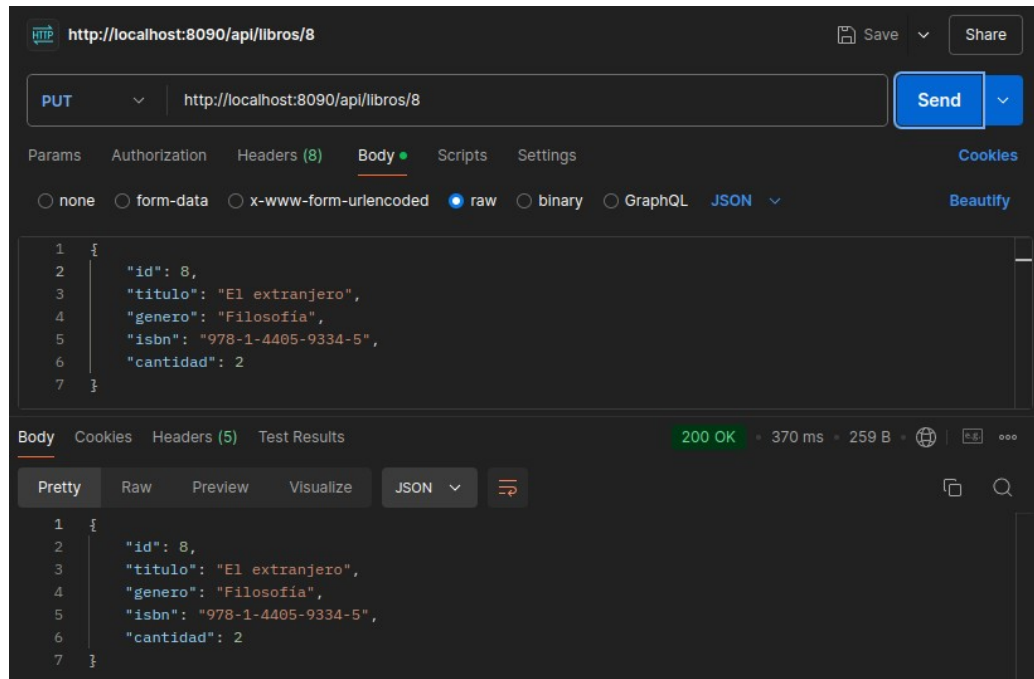 HTTP http://localhost:8090/api/libros/8 Save Share
PUT http://localhost:8090/api/libros/8 Send
Params Authorization Headers (8) Body Scripts Settings Cookies
none form-data x-www-form-urlencoded raw binary GraphQL JSON Beautify
1 {
2 "id": 8,
3 "titulo": "El extranjero",
4 "genero": "Filosofía",
5 "isbn": "978-1-4405-9334-5",
6 "cantidad": 2
7 }
Body Cookies Headers (5) Test Results 200 OK • 370 ms • 259 B • e.g. ooo
Pretty Raw Preview Visualize JSON
1 {
2 "id": 8,
3 "titulo": "El extranjero",
4 "genero": "Filosofía",
5 "isbn": "978-1-4405-9334-5",
6 "cantidad": 2
7 }